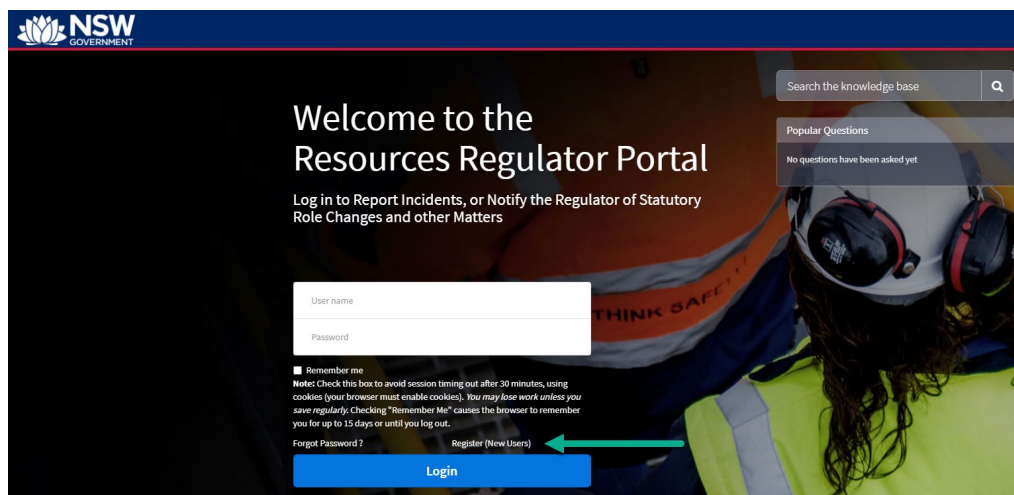 NSW
GOVERNMENT
Search the knowledge base
Welcome to the
Resources Regulator Portal
Popular Questions
No questions have been asked yet
Log in to Report Incidents, or Notify the Regulator of Statutory
Role Changes and other Matters
THINK SAFE
User name
Password
Remember me
Note: Check this box to avoid session timing out after 30 minutes, using
cookies (your browser must enable cookies). You may lose work unless you
save regularly. Checking "Remember Me" causes the browser to remember
you for up to 15 days or until you log out.
Forgot Password ?
Register (New Users)
Login